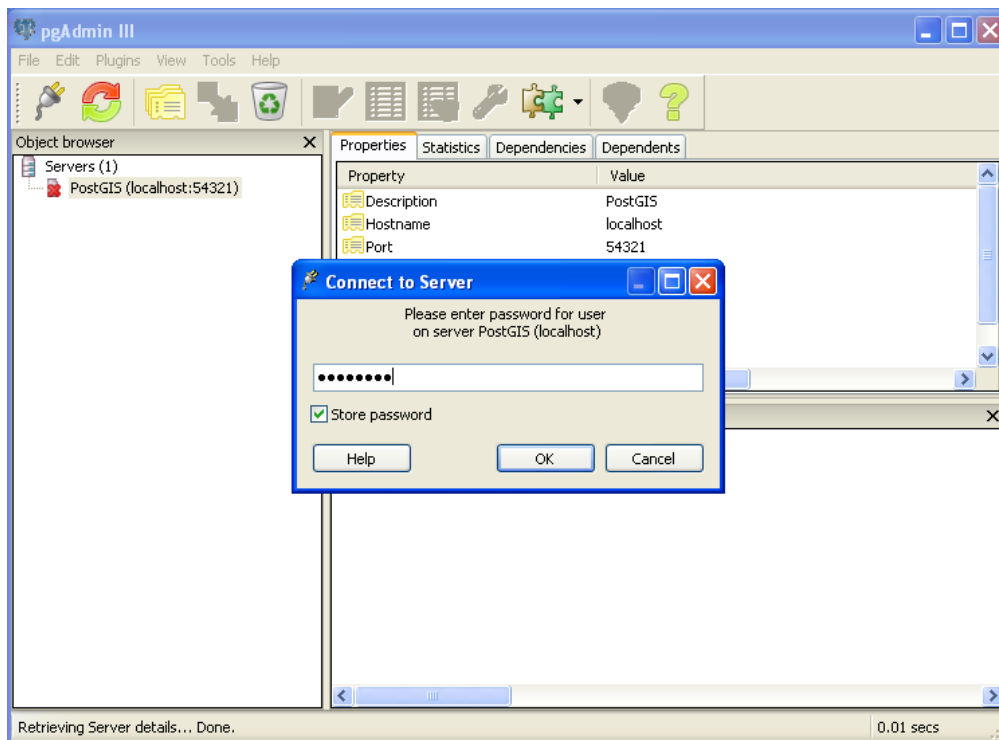 pgAdmin III
File Edit Plugins View Tools Help
Object browser
Servers (1)
PostGIS (localhost:54321)
Properties Statistics Dependencies Dependents
Property Value
Description PostGIS
Hostname localhost
Port 54321
Connect to Server
Please enter password for user
on server PostGIS (localhost)
Store password
Help OK Cancel
Retrieving Server details... Done. 0.01 secs